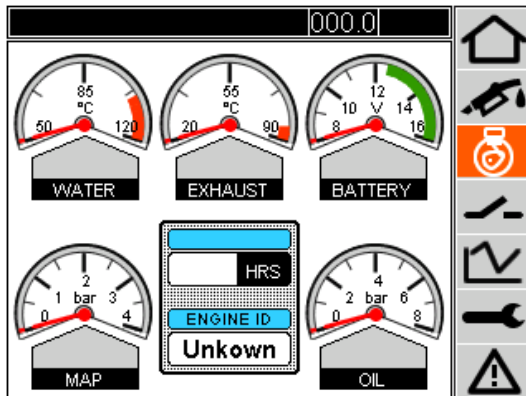 000.0
85
°C
50 120
WATER
55
°C
20 90
EXHAUST
12
10 V 14
8 16
BATTERY
2
1 bar 3
0 4
MAP
HRS
ENGINE ID
Unkown
4
2 bar 6
0 8
OIL